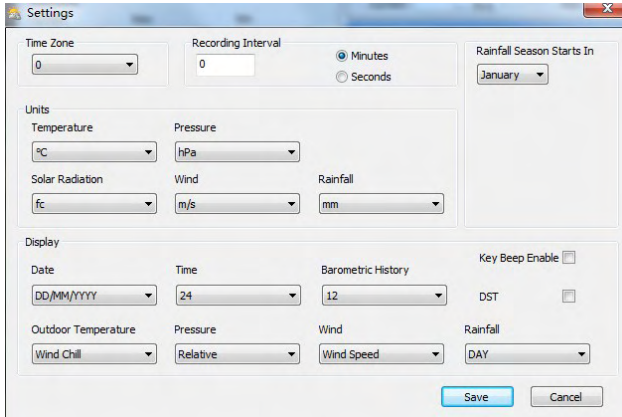 Settings
Time Zone
0
Recording Interval
0
Minutes
Seconds
Rainfall Season Starts In
January
Units
Temperature
Pressure
ºC
hPa
Solar Radiation
Wind
Rainfall
fc
m/s
mm
Display
Key Beep Enable
Date
Time
Barometric History
DD/MM/YYYY
24
12
DST
Outdoor Temperature
Pressure
Wind
Rainfall
Wind Chill
Relative
Wind Speed
DAY
Save
Cancel